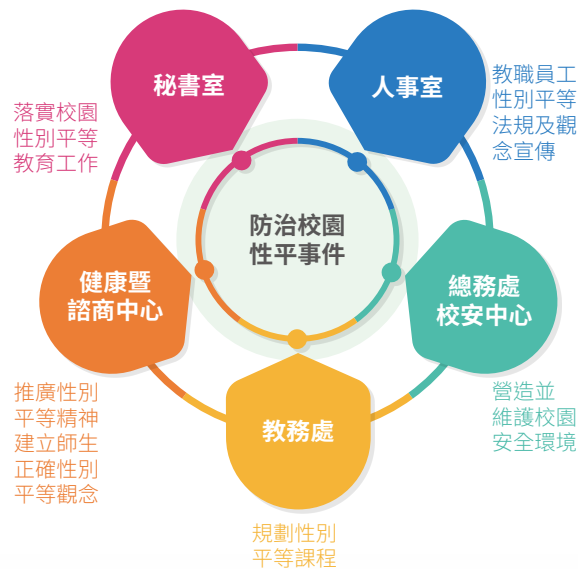 秘書室
人事室
教職員工
性別平等
法規及觀
念宣傳
落實校園
性別平等
教育工作
防治校園
性平事件
健康暨
諮商中心
總務處
校安中心
推廣性別
平等精神
建立師生
正確性別
平等觀念
營造並
維護校園
安全環境
教務處
規劃性別
平等課程